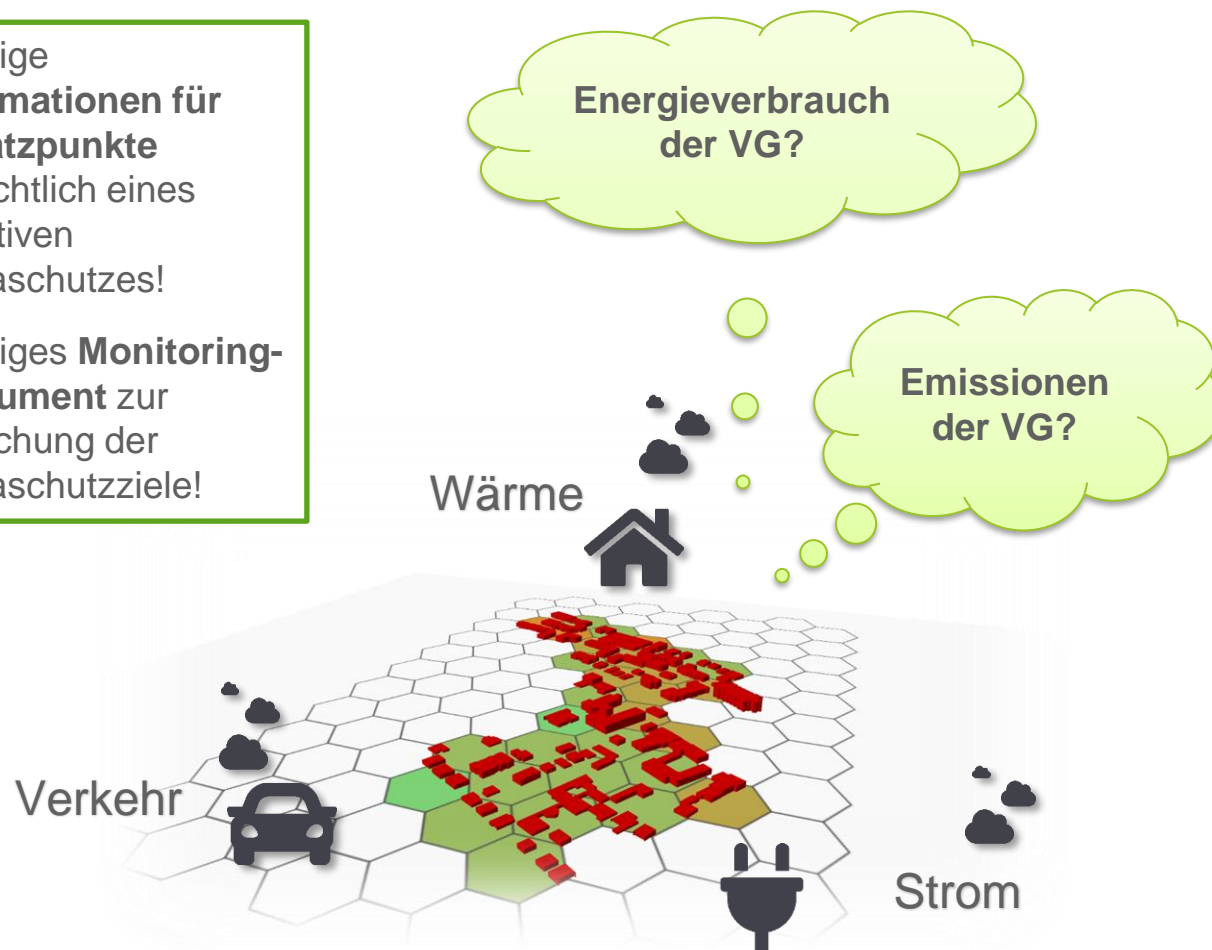 ige
mationen für
atzpunkte
chtlich eines
tiven
aschutzes!
iges Monitoring-
ument zur
chung der
aschutzziele!
Energieverbrauch
der VG?
Emissionen
der VG?
Wärme
Verkehr
Strom